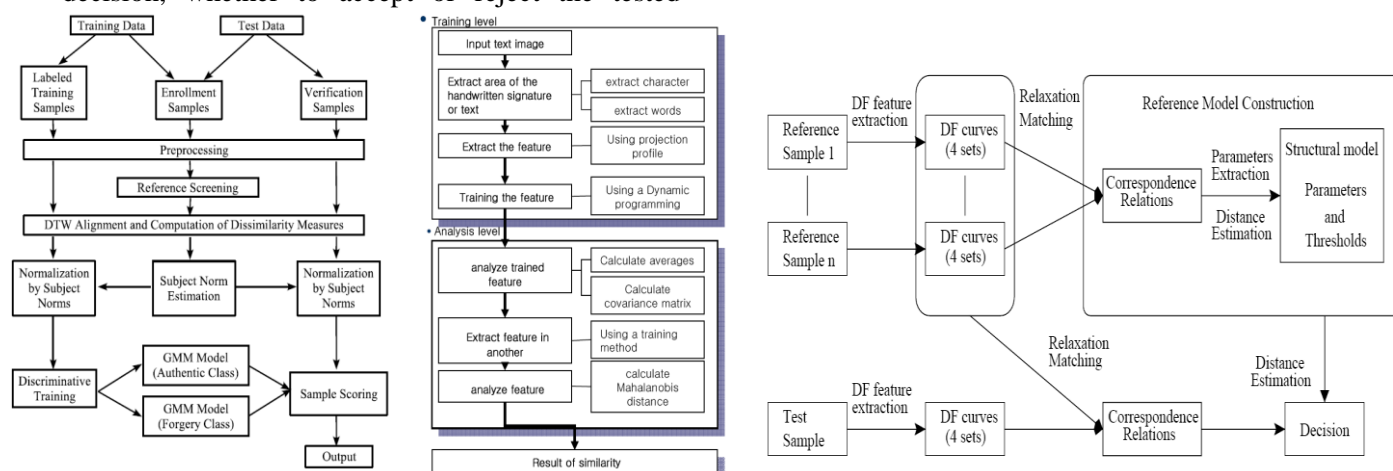 decision, whether to accept or reject the tested
Training Data
Test Data
Labeled
Training
Samples
Enrollment
Samples
Verification
Samples
Preprocessing
Reference Screening
DTW Alignment and Computation of Dissimilarity Measures
Normalization
by Subject
Norms
Subject Norm
Estimation
Normalization
by Subject
Norms
Discriminative
Training
GMM Model
(Authentic Class)
GMM Model
(Forgery Class)
Sample Scoring
Output
• Training level
Input text image
Extract area of the
handwritten signature
or text
extract character
extract words
Extract the feature
Using projection
profile
Training the feature
Using a Dynamic
programming
• Analysis level
analyze trained
feature
Calculate averages
Calculate
covariance matrix
Extract feature in
another
Using a training
method
analyze feature
calculate
Mahalanobis
distance
Result of similarity
Reference
Sample 1
DF feature
extraction
DF curves
(4 sets)
Relaxation
Matching
Reference Model Construction
Reference
Sample n
DF curves
(4 sets)
Correspondence
Relations
Parameters
Extraction
Distance
Estimation
Structural model
Parameters
and
Thresholds
Relaxation
Matching
Distance
Estimation
Test
Sample
DF feature
extraction
DF curves
(4 sets)
Correspondence
Relations
Decision